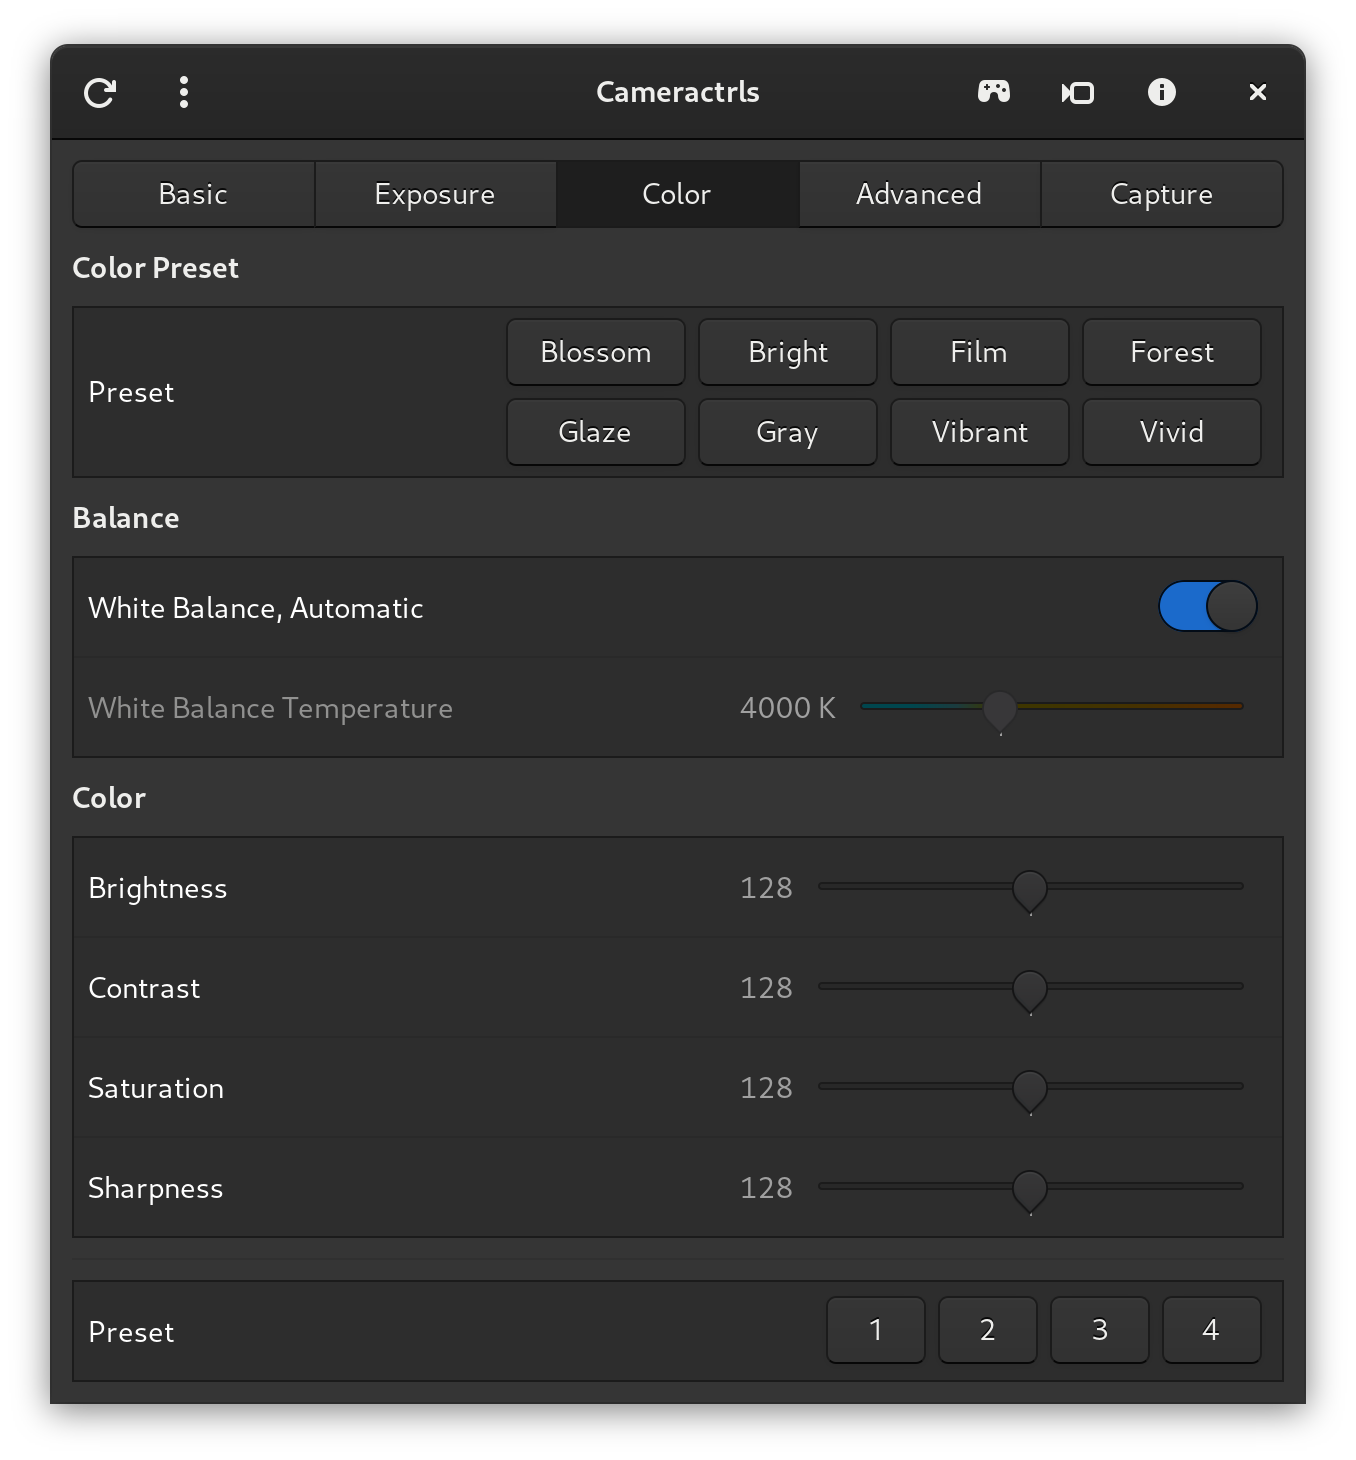 Cameractrls
Basic Exposure Color Advanced Capture
Color Preset
Preset
Blossom Bright Film Forest
Glaze Gray Vibrant Vivid
Balance
White Balance, Automatic
White Balance Temperature 4000 K
Color
Brightness 128
Contrast 128
Saturation 128
Sharpness 128
Preset 1 2 3 4